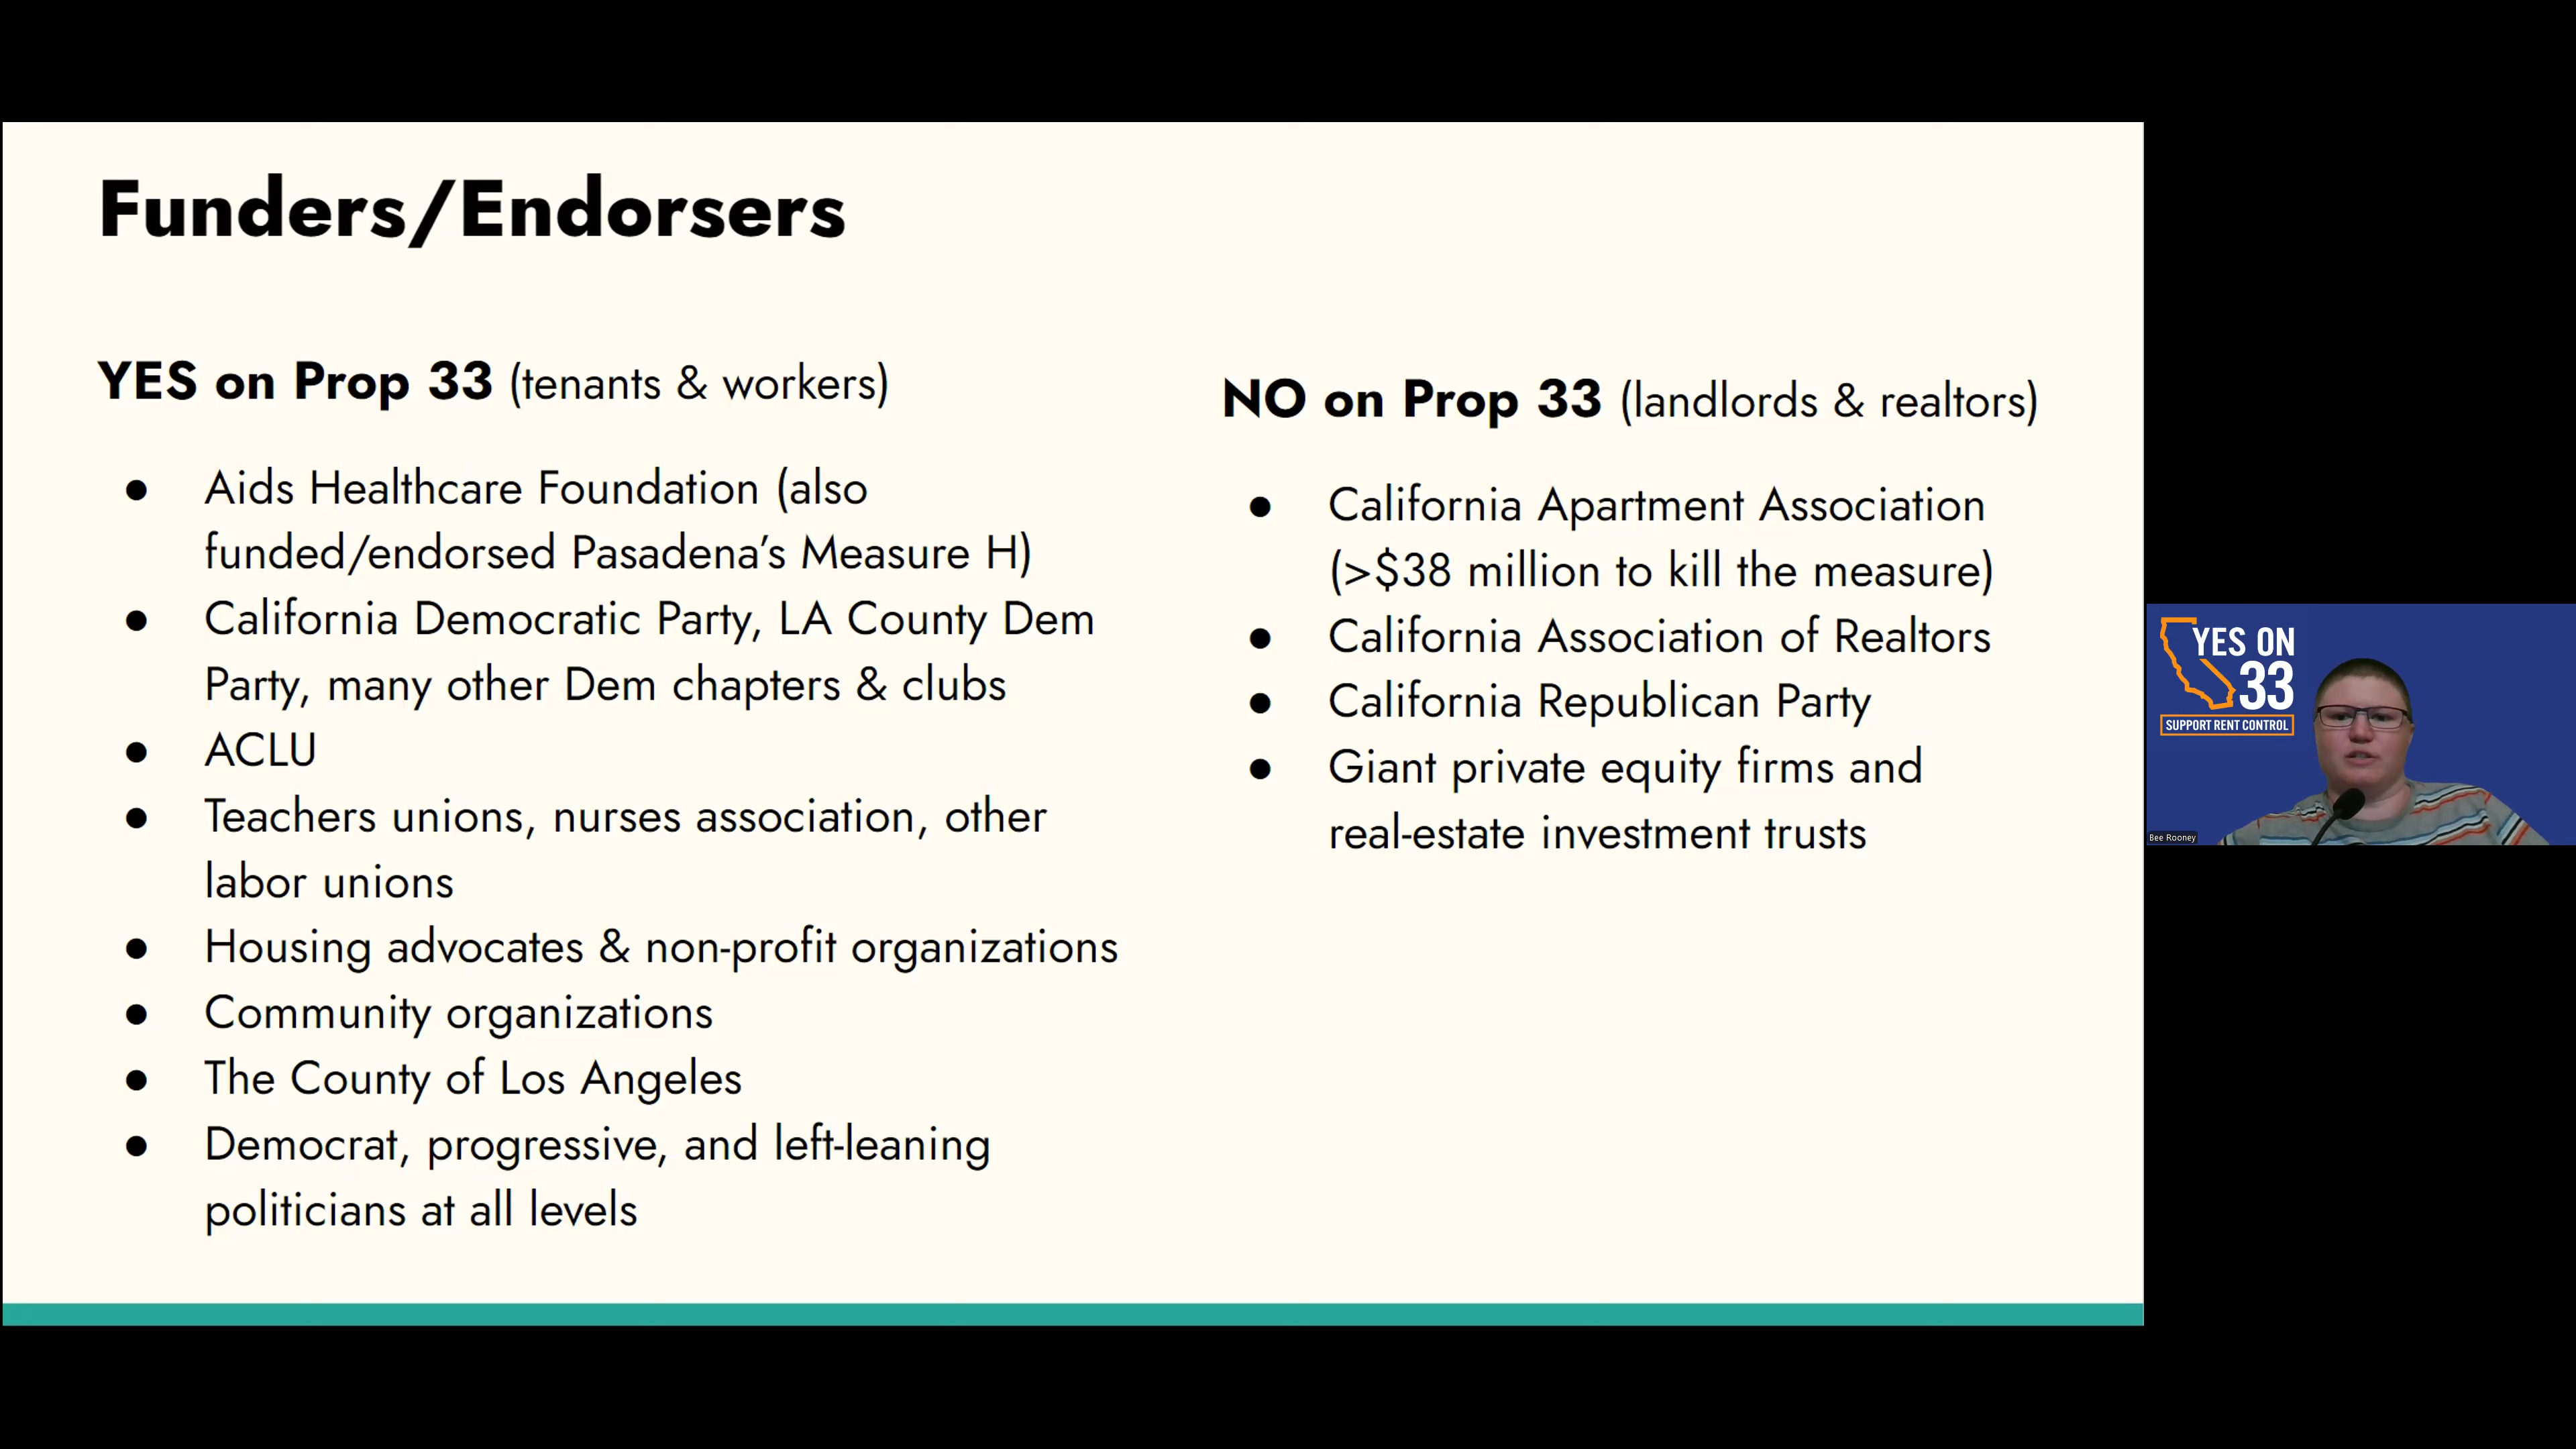 Funders/Endorsers
YES on Prop 33 (tenants & workers)
● Aids Healthcare Foundation (also
funded/endorsed Pasadena’s Measure H)
● California Democratic Party, LA County Dem
Party, many other Dem chapters & clubs
● ACLU
● Teachers unions, nurses association, other
labor unions
● Housing advocates & non-profit organizations
● Community organizations
● The County of Los Angeles
● Democrat, progressive, and left-leaning
politicians at all levels
NO on Prop 33 (landlords & realtors)
● California Apartment Association
(>$38 million to kill the measure)
● California Association of Realtors
● California Republican Party
● Giant private equity firms and
real-estate investment trusts
YES ON
33
SUPPORT RENT CONTROL
Bee Rooney